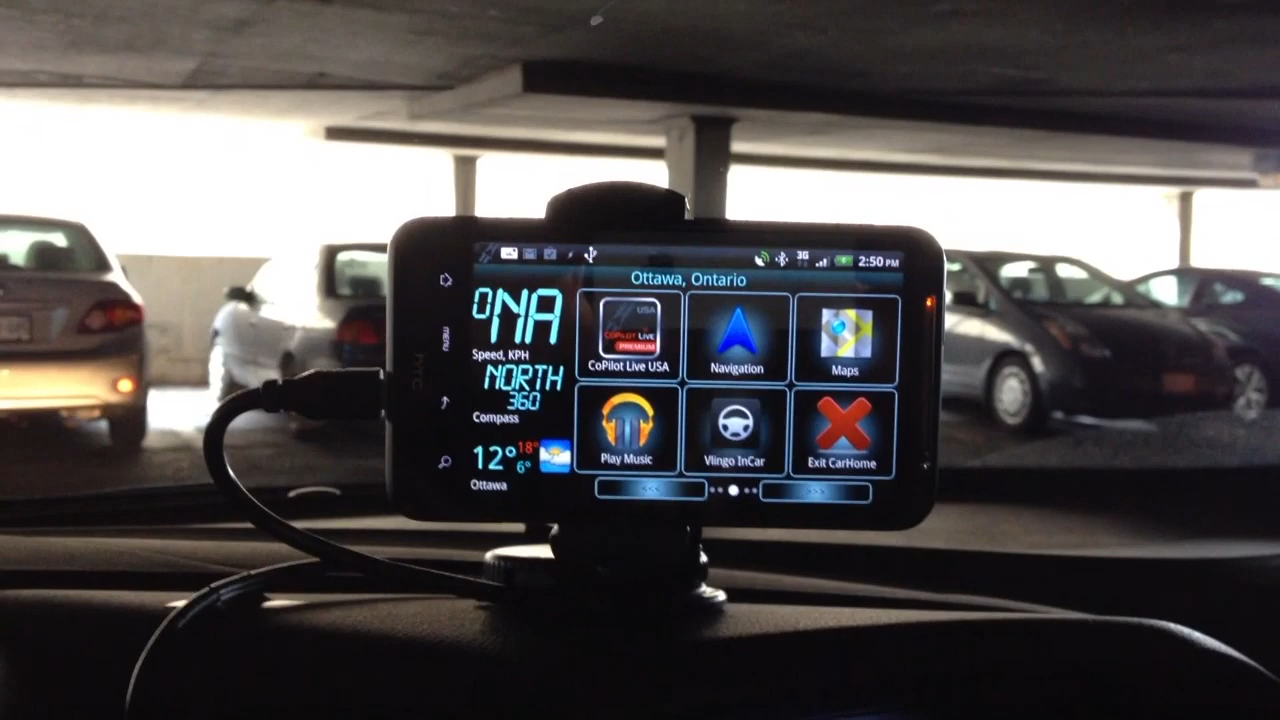 3G
2:50 PM
Ottawa, Ontario
0NA
Speed, KPH
NORTH
360
Compass
12° 18°
6°
Ottawa
USA
COPILOT LIVE
PREMIUM
CoPilot Live USA
Navigation
Maps
Play Music
Vlingo InCar
Exit CarHome
<<<
>>>
MENU
hTC